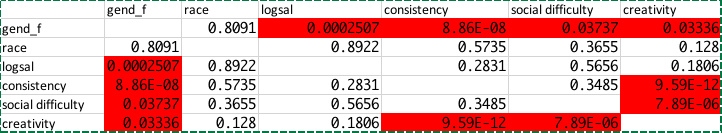 gend_f race logsal consistency social difficulty creativity
gend_f 0.8091 0.0002507 8.86E-08 0.03737 0.03336
race 0.8091 0.8922 0.5735 0.3655 0.128
logsal 0.0002507 0.8922 0.2831 0.5656 0.1806
consistency 8.86E-08 0.5735 0.2831 0.3485 9.59E-12
social difficulty 0.03737 0.3655 0.5656 0.3485 7.89E-06
creativity 0.03336 0.128 0.1806 9.59E-12 7.89E-06